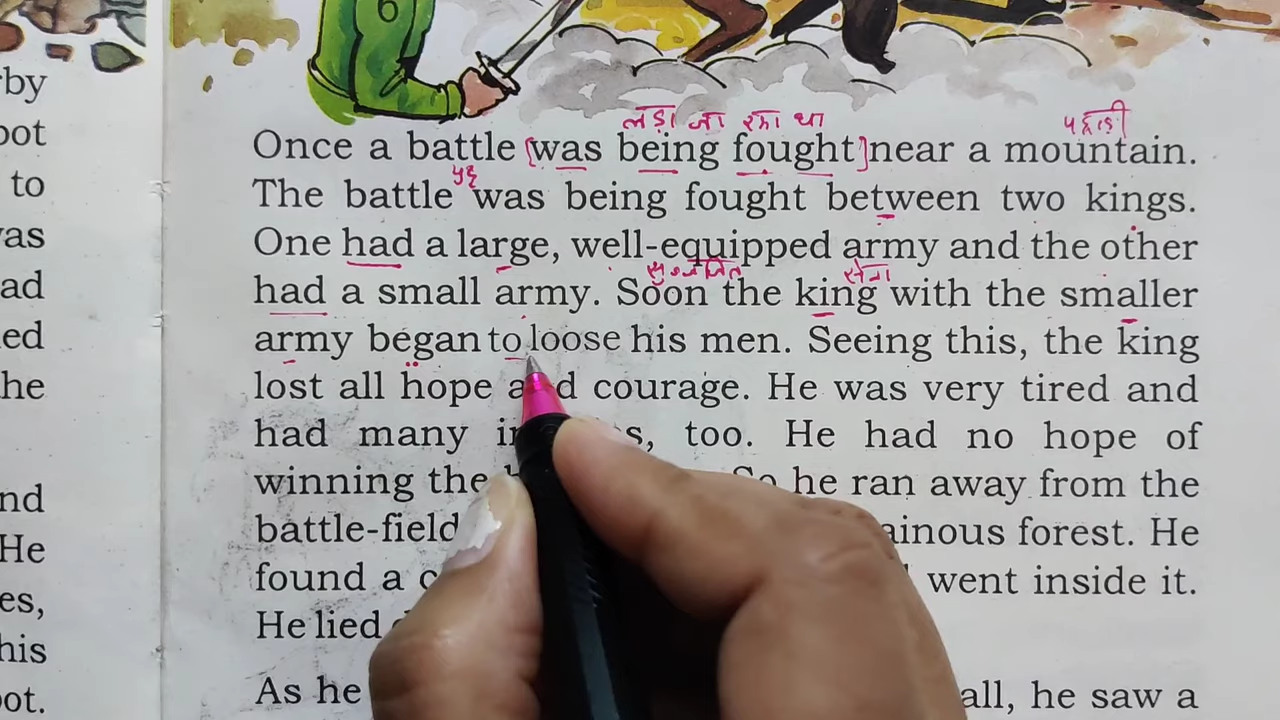 6
by
oot
to
was
ad
ed
he
nd
He
es,
his
oot.
लड़ा जा रहा था
पहाड़ी
Once a battle [was being fought] near a mountain.
युद्ध
The battle was being fought between two kings.
One had a large, well-equipped army and the other
सुसज्जित सेना
had a small army. Soon the king with the smaller
army began to loose his men. Seeing this, the king
lost all hope and courage. He was very tired and
had many too. He had no hope of
winning the So he ran away from the
battle-field ainous forest. He
found a went inside it.
He lied
As he all, he saw a